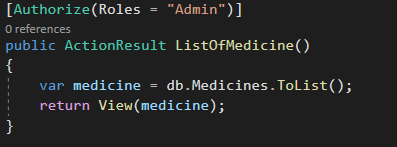 [Authorize(Roles = "Admin")]
0 references
public ActionResult ListOfMedicine()
{
    var medicine = db.Medicines.ToList();
    return View(medicine);
}